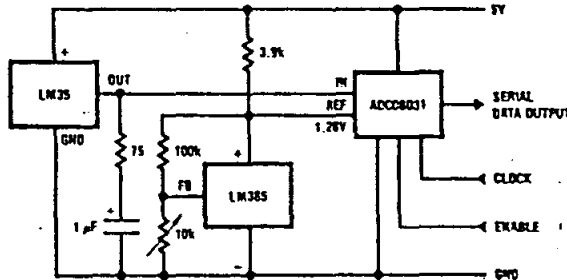 5V
+
3.9k
LM35
OUT
IN
REF
1.28V
ADC08031
SERIAL
DATA OUTPUT
GND
75
100k
+
FB
LM385
CLOCK
+
1 µF
10k
ENABLE
-
GND